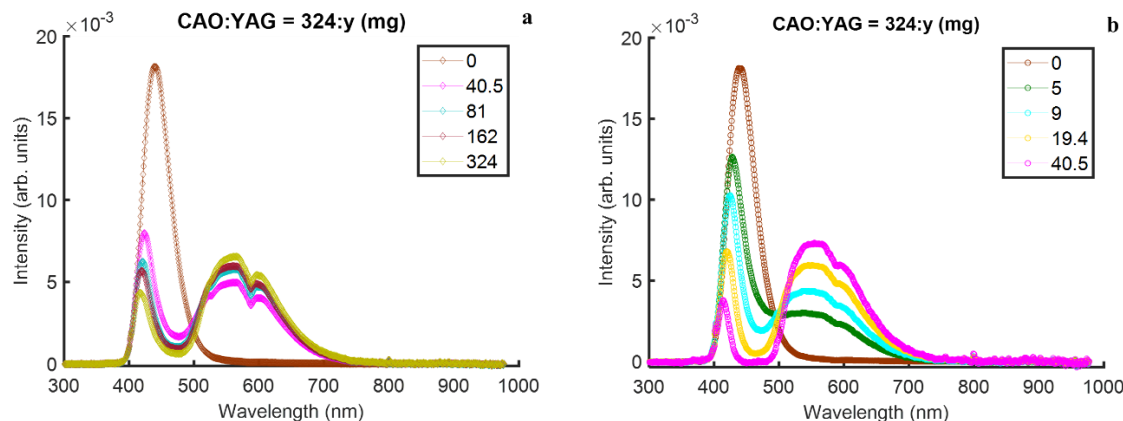 CAO:YAG = 324:y (mg)
a
×10⁻³
20
15
10
5
0
300 400 500 600 700 800 900 1000
Wavelength (nm)
Intensity (arb. units)
0
40.5
81
162
324
CAO:YAG = 324:y (mg)
b
×10⁻³
20
15
10
5
0
300 400 500 600 700 800 900 1000
Wavelength (nm)
Intensity (arb. units)
0
5
9
19.4
40.5